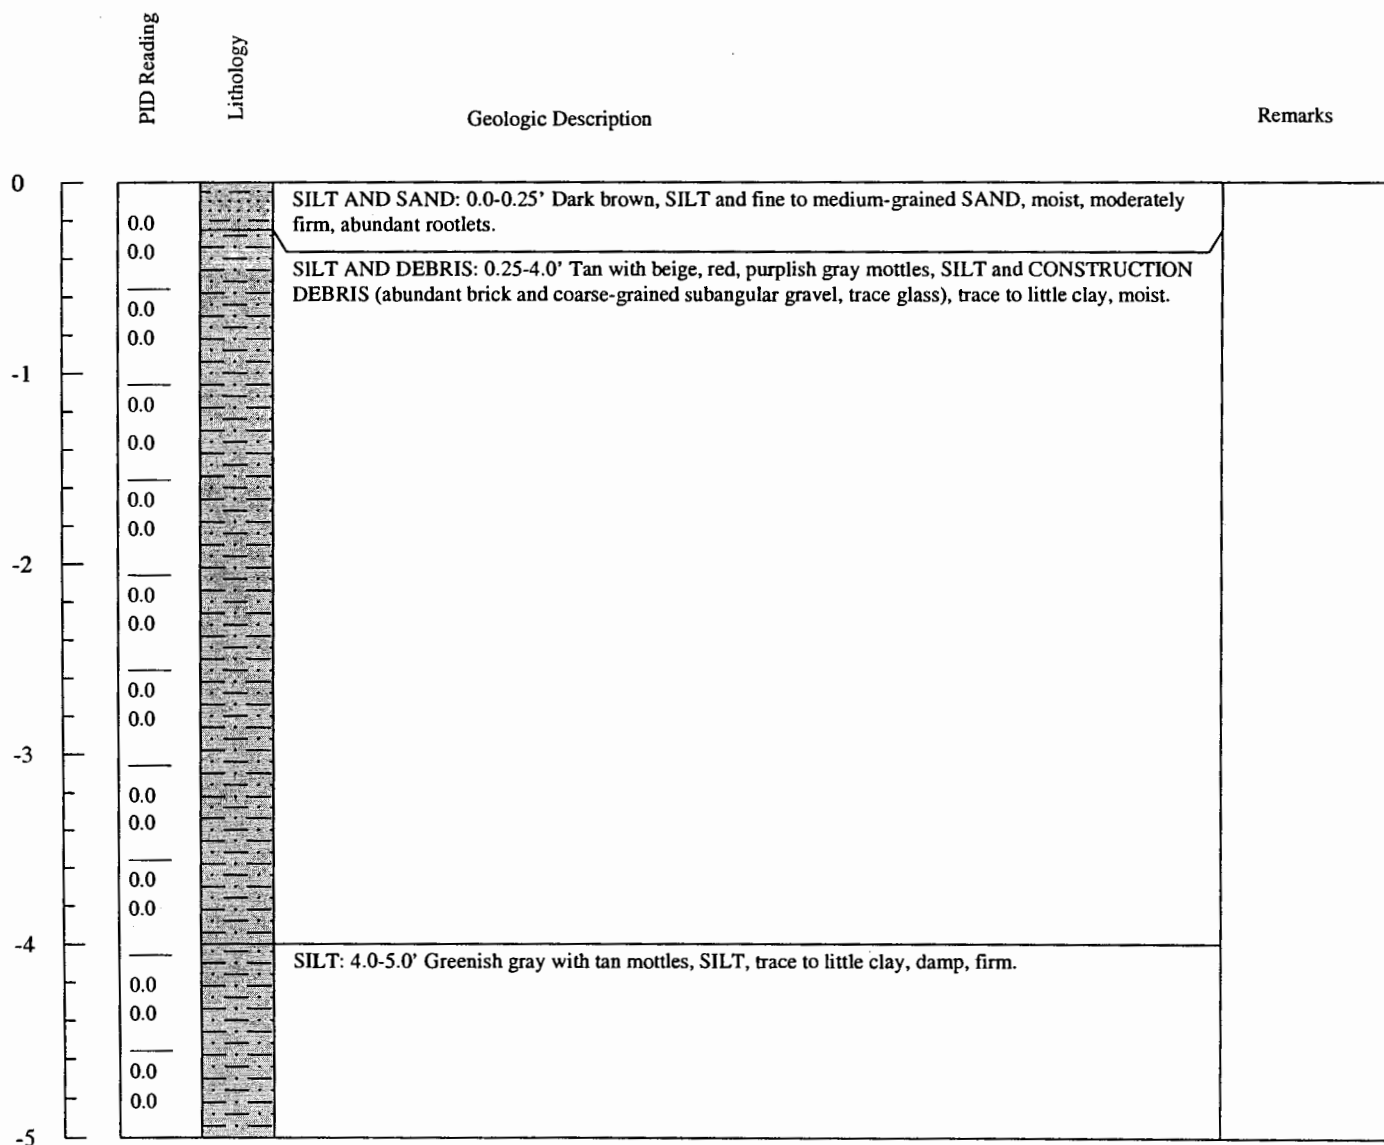 PID Reading
Lithology
Geologic Description
Remarks
0
SILT AND SAND: 0.0-0.25' Dark brown, SILT and fine to medium-grained SAND, moist, moderately
firm, abundant rootlets.
0.0
0.0
SILT AND DEBRIS: 0.25-4.0' Tan with beige, red, purplish gray mottles, SILT and CONSTRUCTION
DEBRIS (abundant brick and coarse-grained subangular gravel, trace glass), trace to little clay, moist.
0.0
0.0
-1
0.0
0.0
0.0
0.0
-2
0.0
0.0
0.0
0.0
-3
0.0
0.0
0.0
0.0
-4
SILT: 4.0-5.0' Greenish gray with tan mottles, SILT, trace to little clay, damp, firm.
0.0
0.0
0.0
0.0
-5